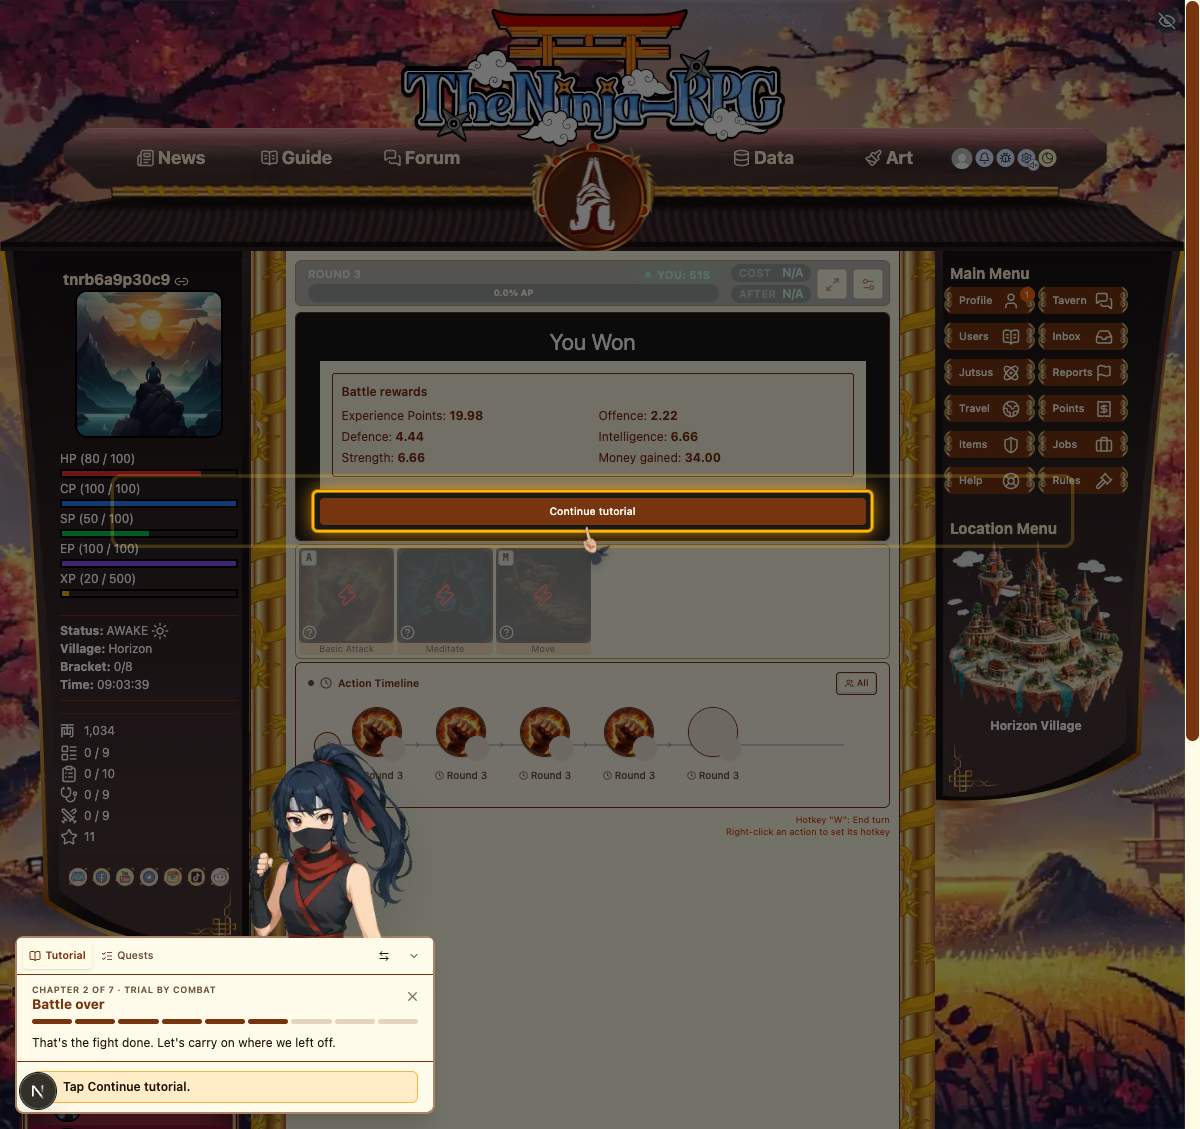 TheNinja-RPG
News
Guide
Forum
Data
Art
tnrb6a9p30c9
HP (80 / 100)
CP (100 / 100)
SP (50 / 100)
EP (100 / 100)
XP (20 / 500)
Status: AWAKE
Village: Horizon
Bracket: 0/8
Time: 09:03:39
両 1,034
0 / 9
0 / 10
0 / 9
0 / 9
11
ROUND 3
YOU: 51S
0.0% AP
COST N/A
AFTER N/A
You Won
Battle rewards
Experience Points: 19.98
Offence: 2.22
Defence: 4.44
Intelligence: 6.66
Strength: 6.66
Money gained: 34.00
Continue tutorial
A
M
Basic Attack
Meditate
Move
Action Timeline
All
ound 3
Round 3
Round 3
Round 3
Round 3
Hotkey "W": End turn
Right-click an action to set its hotkey
Main Menu
Profile
1
Tavern
Users
Inbox
Jutsus
Reports
Travel
Points
Items
Jobs
Help
Rules
Location Menu
Horizon Village
Tutorial
Quests
CHAPTER 2 OF 7 · TRIAL BY COMBAT
Battle over
That's the fight done. Let's carry on where we left off.
N
Tap Continue tutorial.